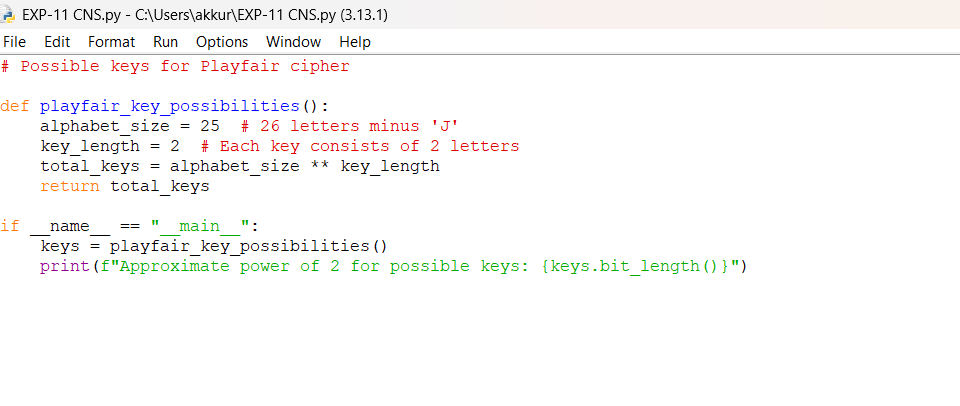 EXP-11 CNS.py - C:\Users\akkur\EXP-11 CNS.py (3.13.1)
File Edit Format Run Options Window Help
# Possible keys for Playfair cipher
def playfair_key_possibilities():
    alphabet_size = 25  # 26 letters minus 'J'
    key_length = 2  # Each key consists of 2 letters
    total_keys = alphabet_size ** key_length
    return total_keys
if __name__ == "__main__":
    keys = playfair_key_possibilities()
    print(f"Approximate power of 2 for possible keys: {keys.bit_length()}")